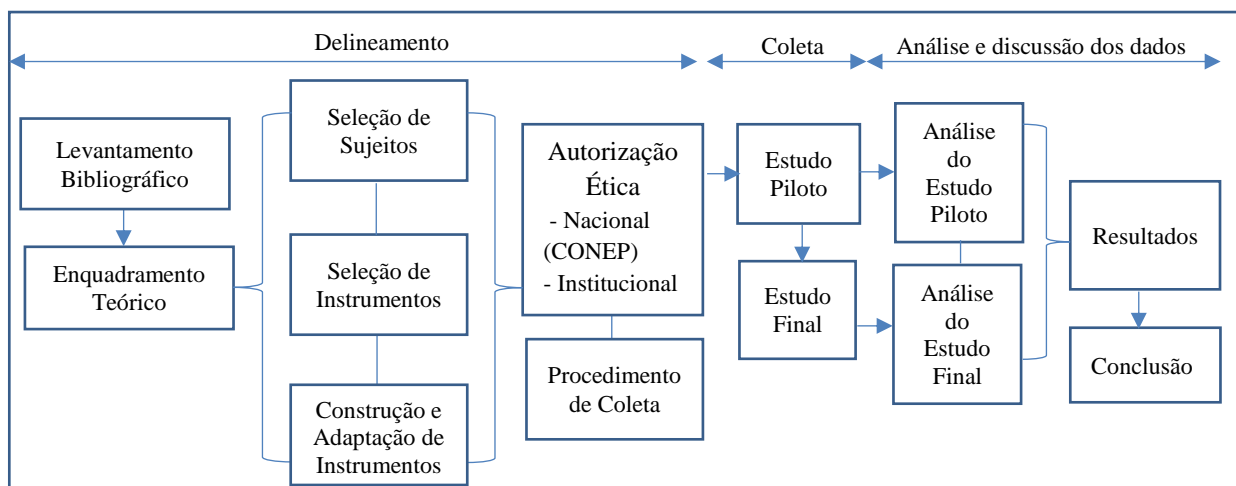 Delineamento
Coleta
Análise e discussão dos dados
Levantamento
Bibliográfico
Enquadramento
Teórico
Seleção de
Sujeitos
Seleção de
Instrumentos
Construção e
Adaptação de
Instrumentos
Autorização
Ética
- Nacional
(CONEP)
- Institucional
Procedimento
de Coleta
Estudo
Piloto
Estudo
Final
Análise
do
Estudo
Piloto
Análise
do
Estudo
Final
Resultados
Conclusão